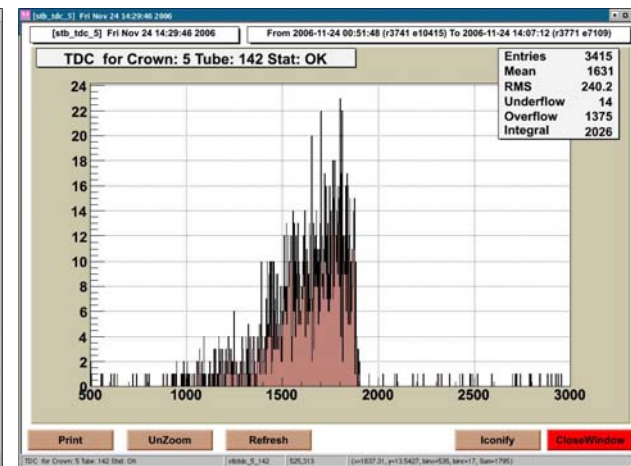 [stb_tdc_5] Fri Nov 24 14:29:46 2006
[stb_tdc_5] Fri Nov 24 14:29:46 2006
From 2006-11-24 00:51:48 (r3741 e10415) To 2006-11-24 14:07:12 (r3771 e7109)
TDC for Crown: 5 Tube: 142 Stat: OK
Entries 3415
Mean 1631
RMS 240.2
Underflow 14
Overflow 1375
Integral 2026
24
22
20
18
16
14
12
10
8
6
4
2
0
500 1000 1500 2000 2500 3000
Print UnZoom Refresh Iconify CloseWindow
TDC for Crown: 5 Tube: 142 Stat: OK 525,313